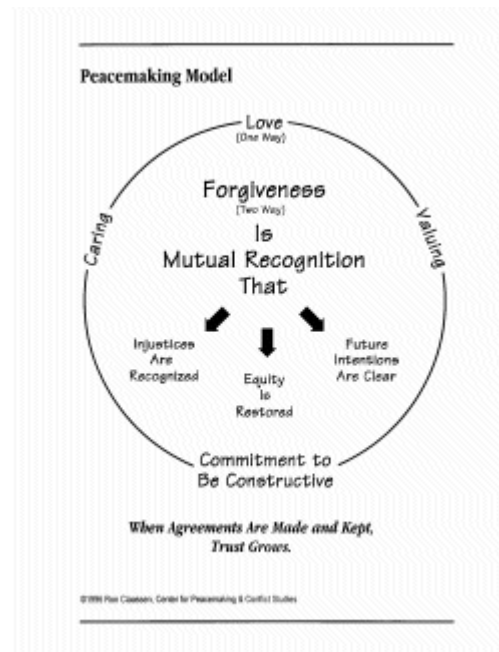 Peacemaking Model
Love
(One Way)
Caring
Valuing
Forgiveness
(Two Way)
Is
Mutual Recognition
That
Injustices
Are
Recognized
Equity
Is
Restored
Future
Intentions
Are Clear
Commitment to
Be Constructive
When Agreements Are Made and Kept,
Trust Grows.
©1996 Ron Claassen, Center for Peacemaking & Conflict Studies